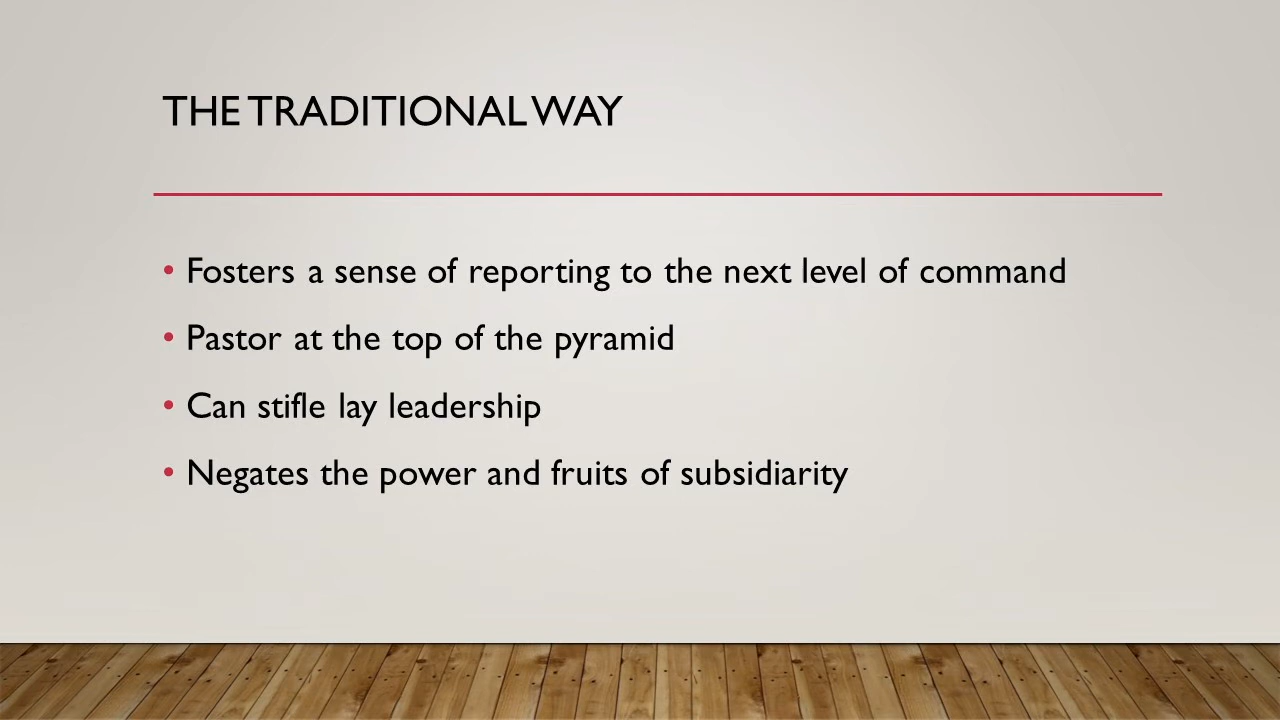 THE TRADITIONAL WAY
• Fosters a sense of reporting to the next level of command
• Pastor at the top of the pyramid
• Can stifle lay leadership
• Negates the power and fruits of subsidiarity